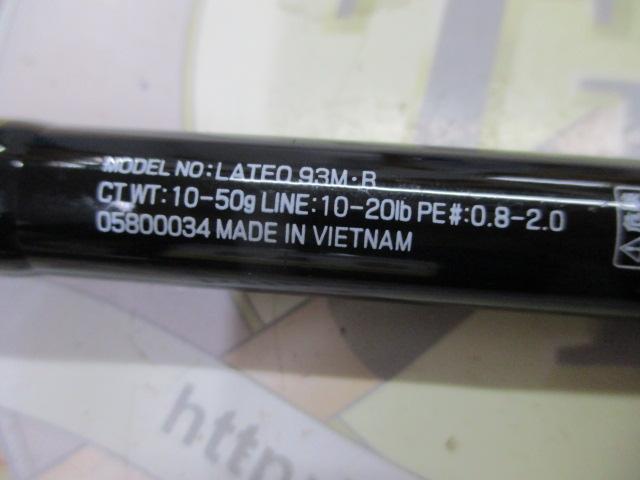 MODEL NO:LATEO 93M・R
CT.WT:10-50g LINE:10-20lb PE#:0.8-2.0
05800034 MADE IN VIETNAM
http